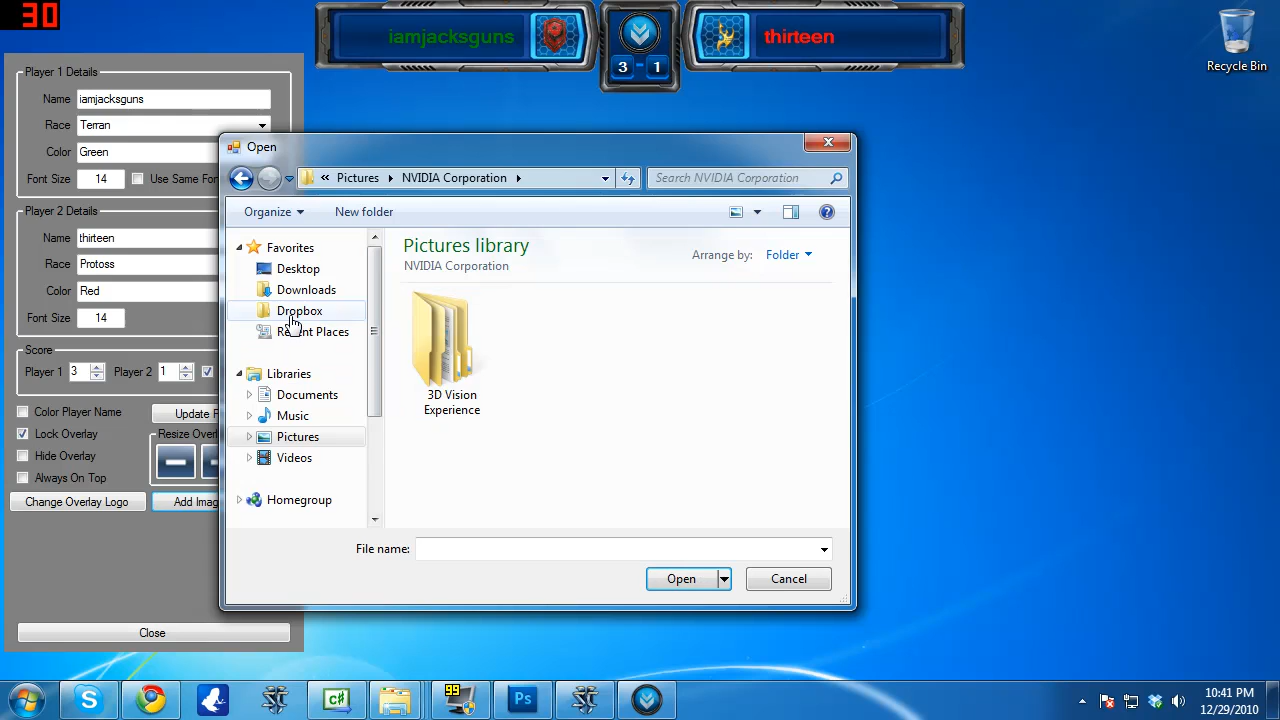 30
iamjacksguns
3 - 1
thirteen
Recycle Bin
Player 1 Details
Name iamjacksguns
Race Terran
Color Green
Font Size 14 Use Same Fon
Player 2 Details
Name thirteen
Race Protoss
Color Red
Font Size 14
Score
Player 1 3 Player 2 1
Color Player Name
Update P
Lock Overlay
Resize Over
Hide Overlay
Always On Top
Change Overlay Logo
Add Imag
Close
Open
« Pictures NVIDIA Corporation
Search NVIDIA Corporation
Organize
New folder
Favorites
Desktop
Downloads
Dropbox
Recent Places
Libraries
Documents
Music
Pictures
Videos
Homegroup
Pictures library
NVIDIA Corporation
Arrange by: Folder
3D Vision
Experience
File name:
Open
Cancel
S
C#
99
Ps
10:41 PM
12/29/2010